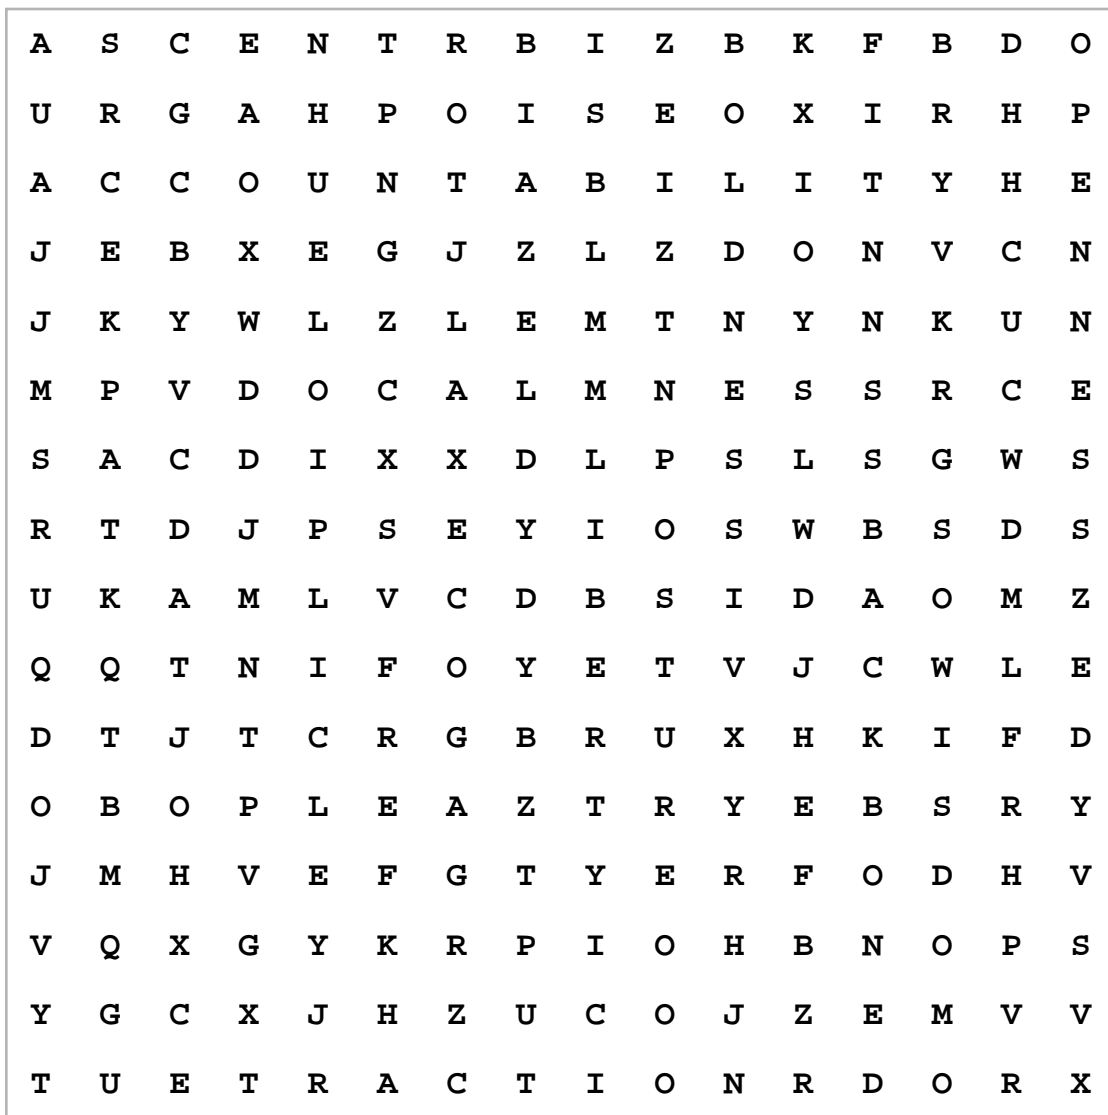 A S C E N T R B I Z B K F B D O
U R G A H P O I S E O X I R H P
A C C O U N T A B I L I T Y H E
J E B X E G J Z L Z D O N V C N
J K Y W L Z L E M T N Y N K U N
M P V D O C A L M N E S S R C E
S A C D I X X D L P S L S G W S
R T D J P S E Y I O S W B S D S
U K A M L V C D B S I D A O M Z
Q Q T N I F O Y E T V J C W L E
D T J T C R G B R U X H K I F D
O B O P L E A Z T R Y E B S R Y
J M H V E F G T Y E R F O D H V
V Q X G Y K R P I O H B N O P S
Y G C X J H Z U C O J Z E M V V
T U E T R A C T I O N R D O R X